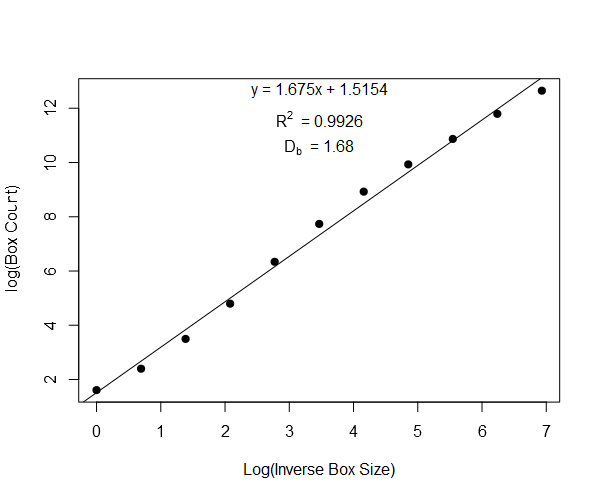 y = 1.675x + 1.5154
R² = 0.9926
D_b = 1.68
log(Box Count)
12
10
8
6
4
2
0 1 2 3 4 5 6 7
Log(Inverse Box Size)